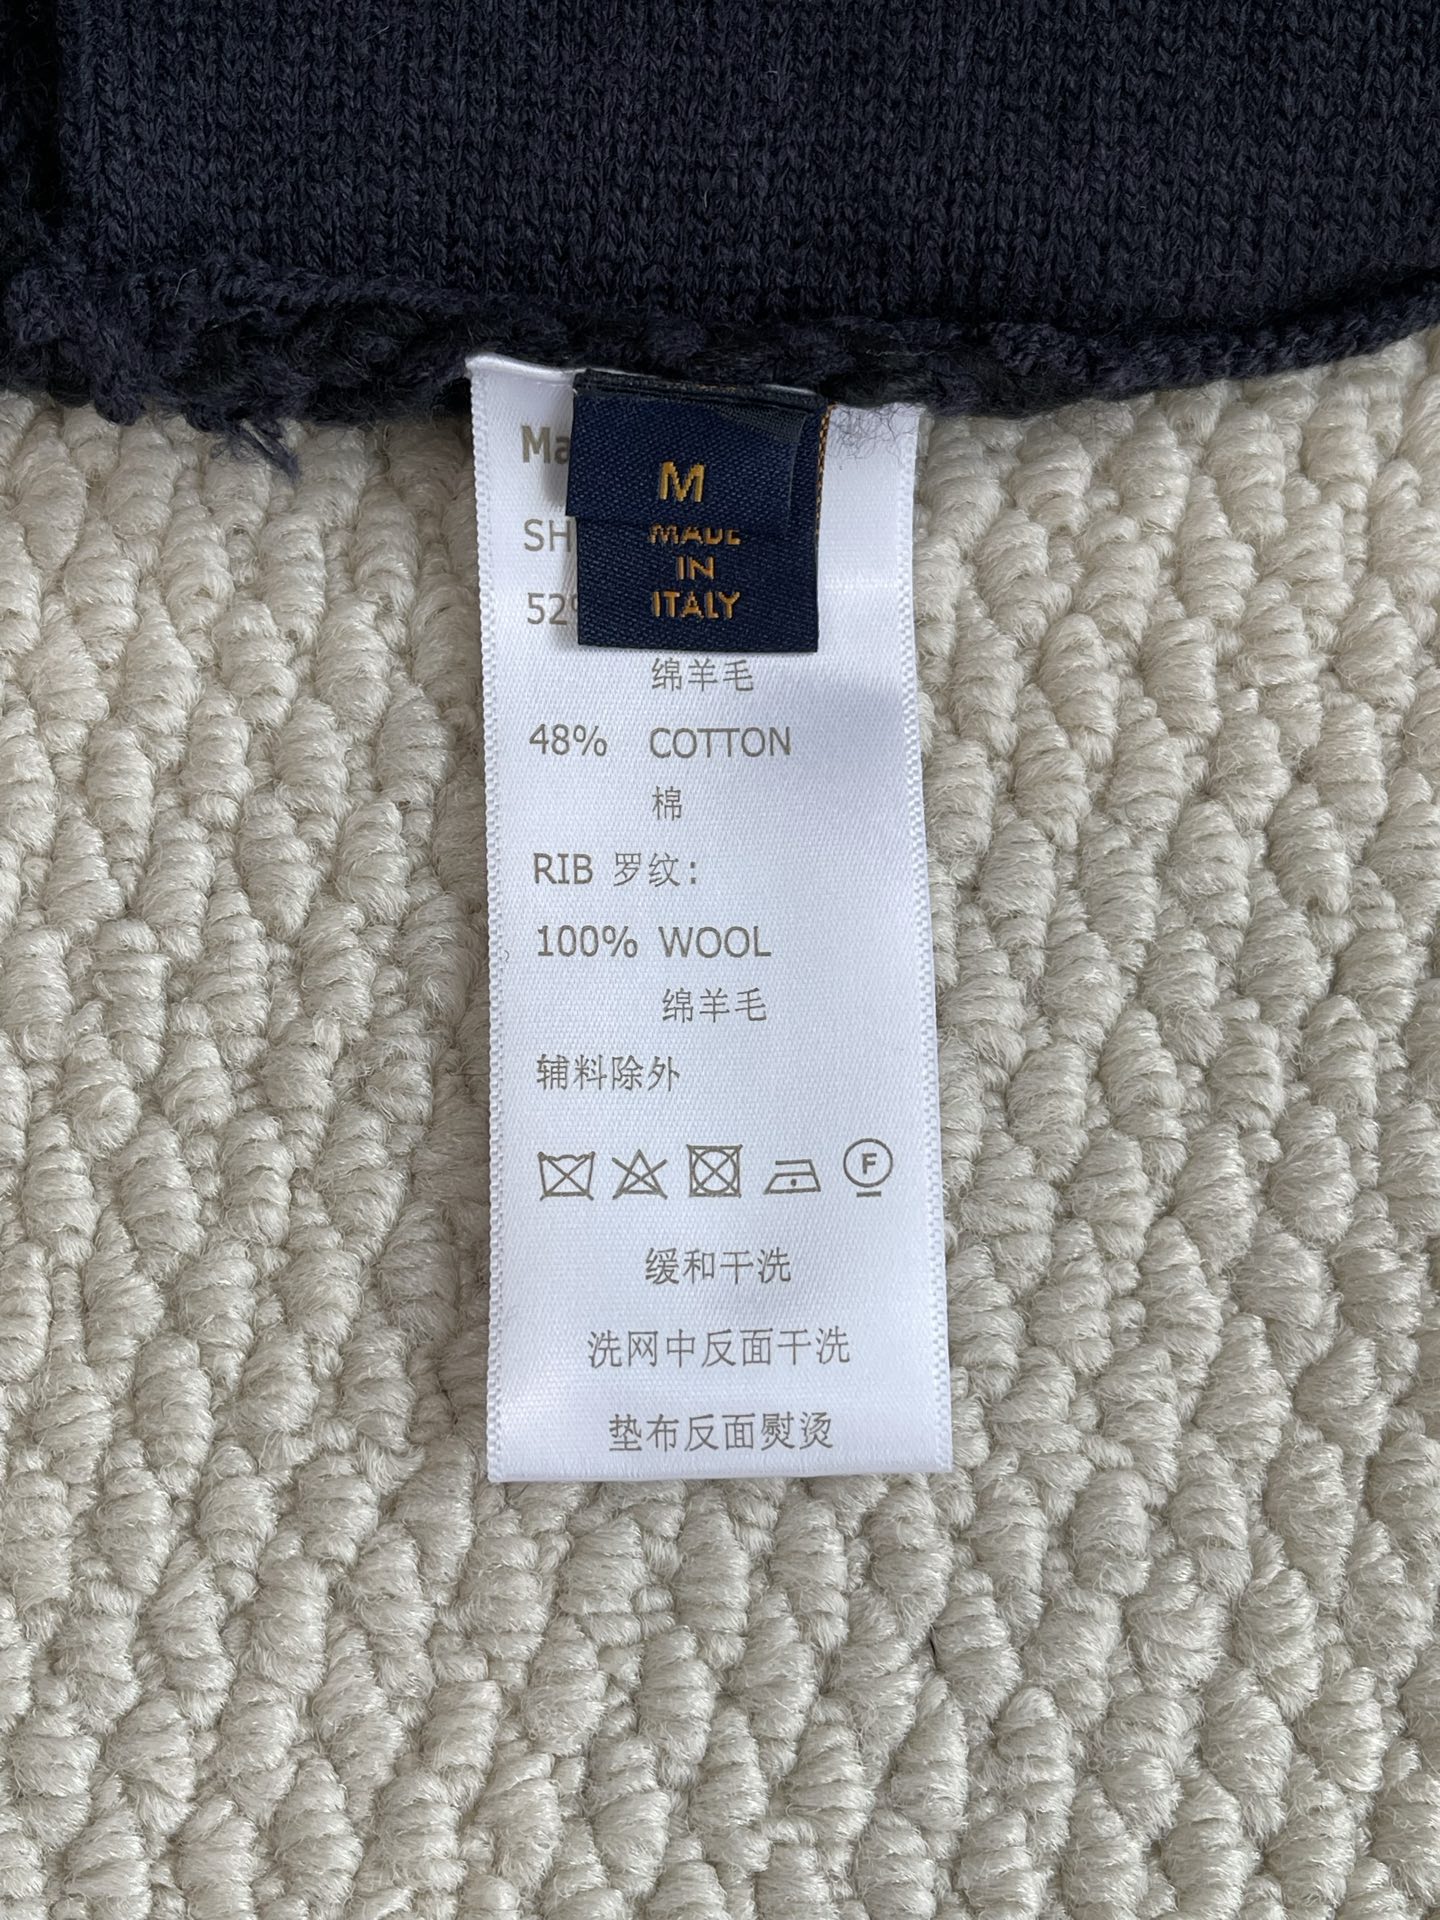 M
MADE
IN
ITALY
绵羊毛
48% COTTON
棉
RIB 罗纹:
100% WOOL
绵羊毛
辅料除外
F
缓和干洗
洗网中反面干洗
垫布反面熨烫